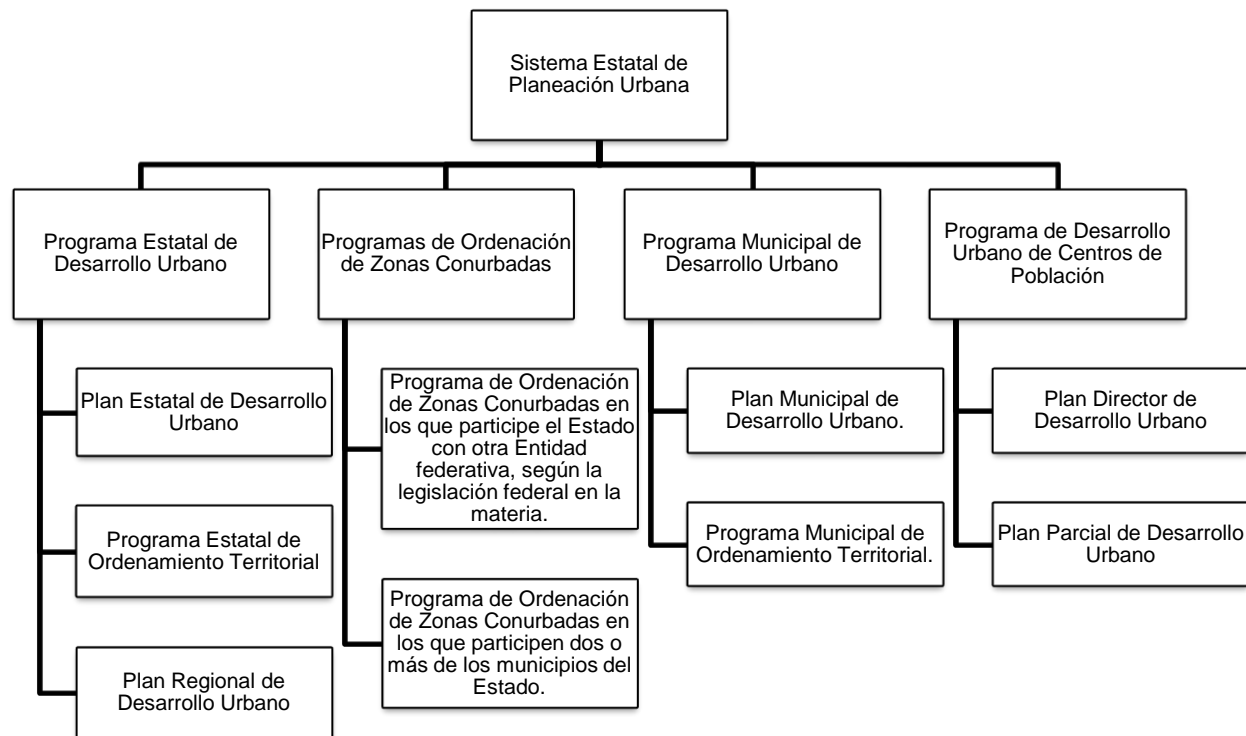 Sistema Estatal de
Planeación Urbana
Programa Estatal de
Desarrollo Urbano
Programas de Ordenación
de Zonas Conurbadas
Programa Municipal de
Desarrollo Urbano
Programa de Desarrollo
Urbano de Centros de
Población
Plan Estatal de Desarrollo
Urbano
Programa Estatal de
Ordenamiento Territorial
Plan Regional de
Desarrollo Urbano
Programa de Ordenación
de Zonas Conurbadas en
los que participe el Estado
con otra Entidad
federativa, según la
legislación federal en la
materia.
Programa de Ordenación
de Zonas Conurbadas en
los que participen dos o
más de los municipios del
Estado.
Plan Municipal de
Desarrollo Urbano.
Programa Municipal de
Ordenamiento Territorial.
Plan Director de
Desarrollo Urbano
Plan Parcial de Desarrollo
Urbano